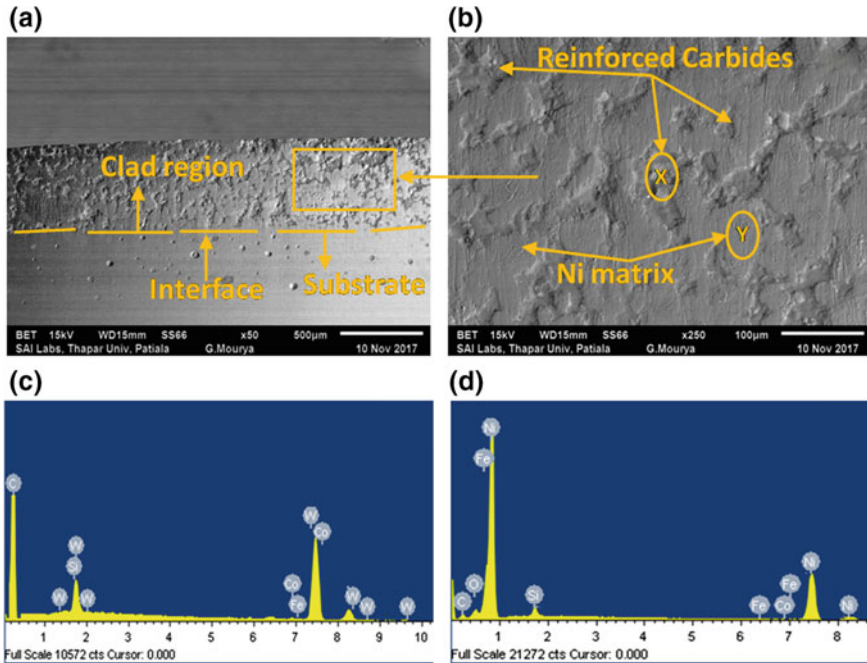 (a)
Clad region
Interface
Substrate
BET 15kV WD15mm SS66 x50 500µm
SAI Labs, Thapar Univ, Patiala G.Mourya 10 Nov 2017
(b)
Reinforced Carbides
X
Y
Ni matrix
BET 15kV WD15mm SS66 x250 100µm
SAI Labs, Thapar Univ, Patiala G.Mourya 10 Nov 2017
(c)
C
W
Si
W
W
W
Co
Co
Fe
W
W
W
1 2 3 4 5 6 7 8 9 10
Full Scale 10572 cts Cursor: 0.000
(d)
Ni
Fe
O
C
Si
Ni
Fe
Fe
Co
Ni
1 2 3 4 5 6 7 8
Full Scale 21272 cts Cursor: 0.000